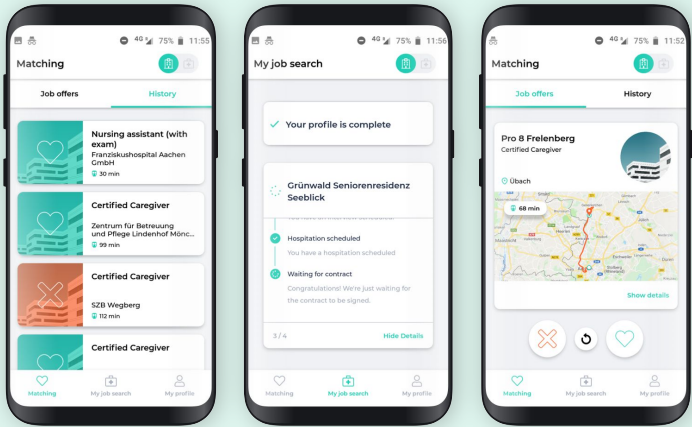 4G 75% 11:55
Matching
Job offers
History
Nursing assistant (with
exam)
Franziskushospital Aachen
GmbH
30 min
Certified Caregiver
Zentrum für Betreuung
und Pflege Lindenhof Mönc...
99 min
Certified Caregiver
SZB Wegberg
112 min
Certified Caregiver
Matching
My job search
My profile
4G 75% 11:56
My job search
Your profile is complete
Grünwald Seniorenresidenz
Seeblick
Hospitation scheduled
You have a hospitation scheduled
Waiting for contract
Congratulations! We're just waiting for
the contract to be signed.
3 / 4
Hide Details
Matching
My job search
My profile
4G 75% 11:52
Matching
Job offers
History
Pro 8 Frelenberg
Certified Caregiver
Übach
68 min
Show details
Matching
My job search
My profile